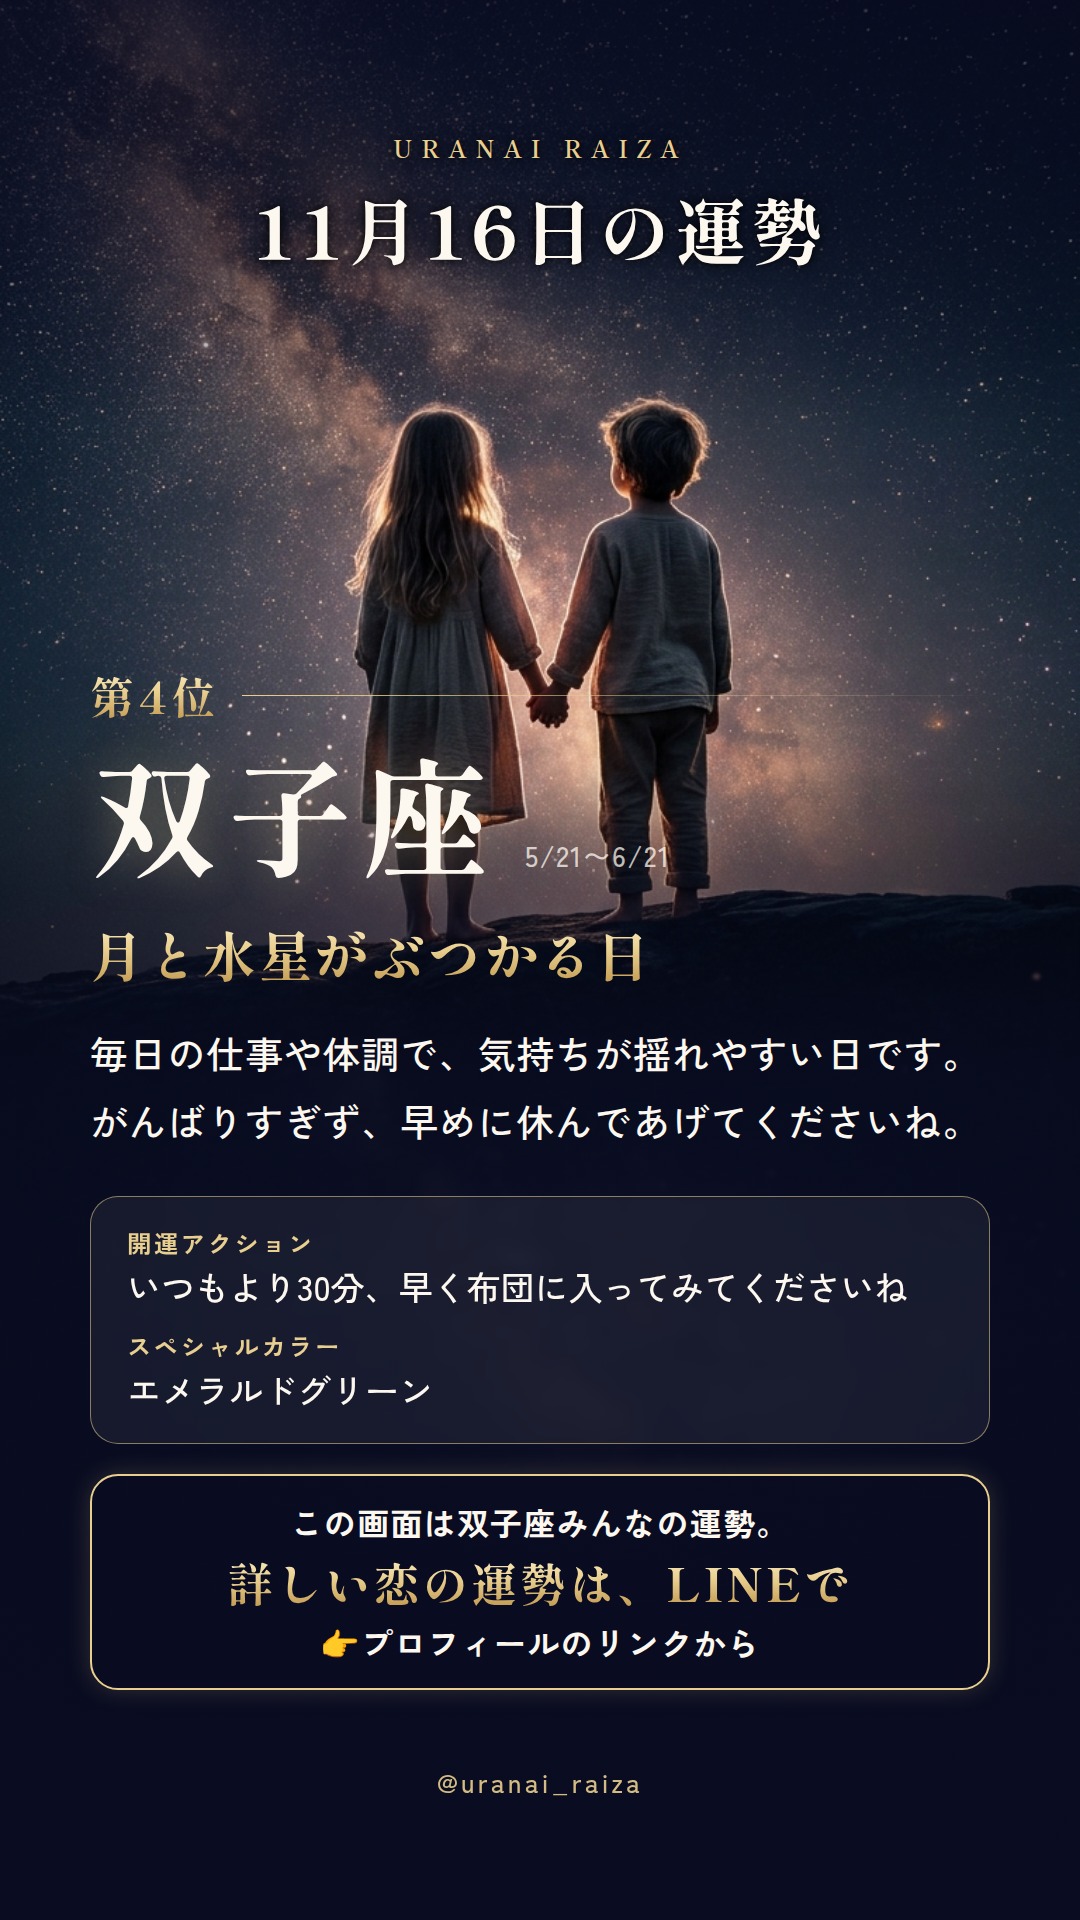 URANAI RAIZA
11月16日の運勢
第4位
双子座 5/21〜6/21
月と水星がぶつかる日
毎日の仕事や体調で、気持ちが揺れやすい日です。
がんばりすぎず、早めに休んであげてくださいね。
開運アクション
いつもより30分、早く布団に入ってみてくださいね
スペシャルカラー
エメラルドグリーン
この画面は双子座みんなの運勢。
詳しい恋の運勢は、LINEで
👉プロフィールのリンクから
@uranai_raiza